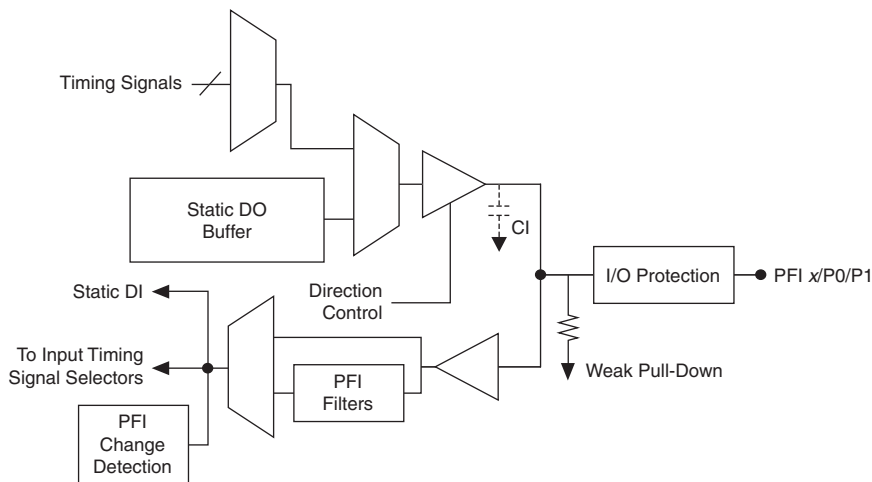 Timing Signals
Static DO
Buffer
CI
I/O Protection
PFI x/P0/P1
Direction
Control
Static DI
Weak Pull-Down
To Input Timing
Signal Selectors
PFI
Filters
PFI
Change
Detection